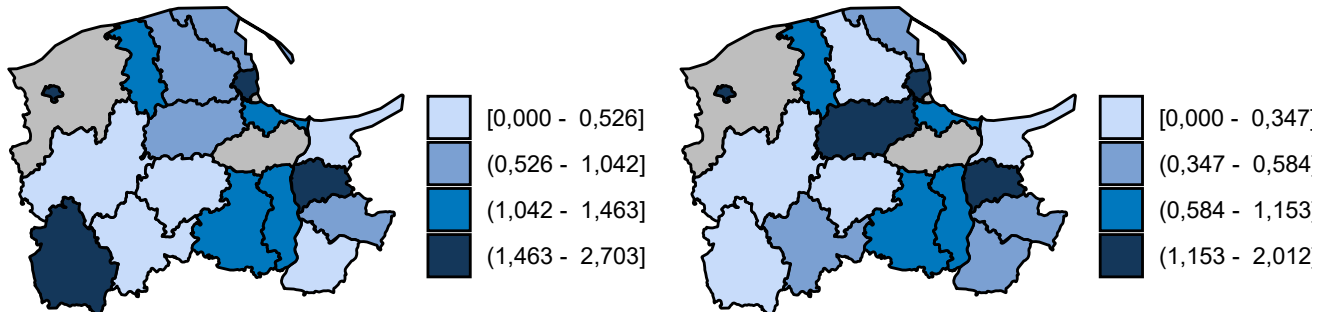 [0,000 - 0,526]
(0,526 - 1,042]
(1,042 - 1,463]
(1,463 - 2,703]
[0,000 - 0,347]
(0,347 - 0,584]
(0,584 - 1,153]
(1,153 - 2,012]